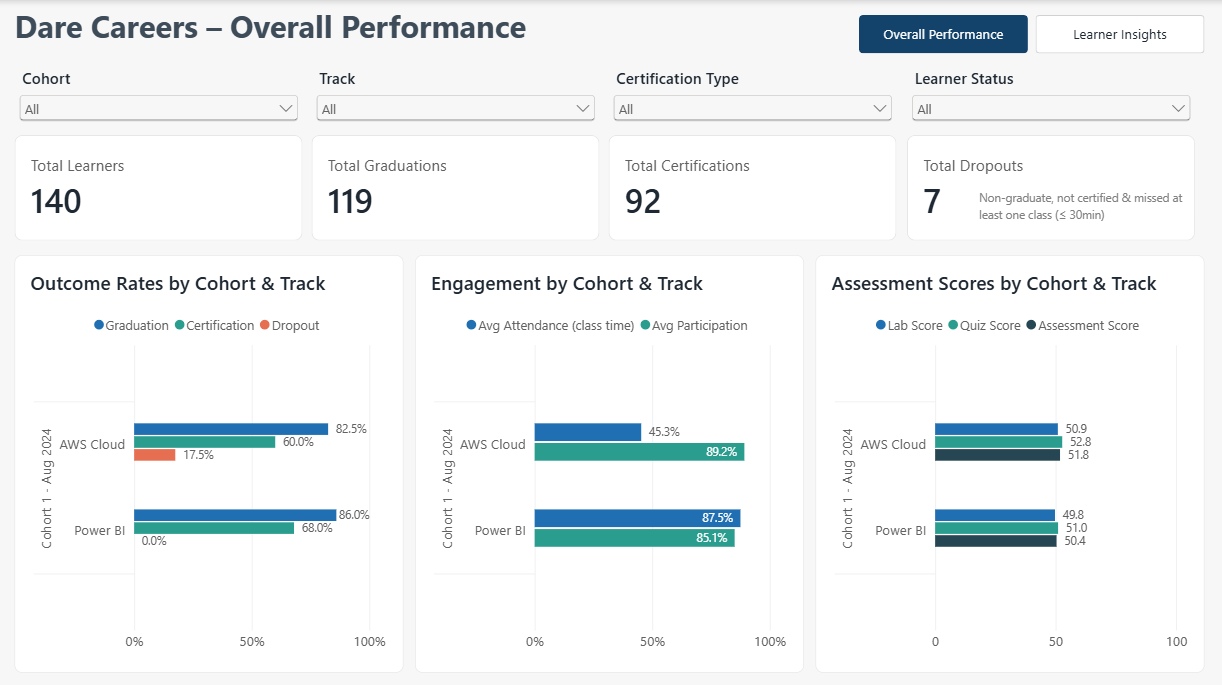 Dare Careers – Overall Performance
Overall Performance
Learner Insights
Cohort
Track
Certification Type
Learner Status
All
All
All
All
Total Learners
140
Total Graduations
119
Total Certifications
92
Total Dropouts
7
Non-graduate, not certified & missed at
least one class (≤ 30min)
Outcome Rates by Cohort & Track
Graduation Certification Dropout
Cohort 1 - Aug 2024
AWS Cloud
82.5%
60.0%
17.5%
Power BI
86.0%
68.0%
0.0%
0% 50% 100%
Engagement by Cohort & Track
Avg Attendance (class time) Avg Participation
Cohort 1 - Aug 2024
AWS Cloud
45.3%
89.2%
Power BI
87.5%
85.1%
0% 50% 100%
Assessment Scores by Cohort & Track
Lab Score Quiz Score Assessment Score
Cohort 1 - Aug 2024
AWS Cloud
50.9
52.8
51.8
Power BI
49.8
51.0
50.4
0 50 100